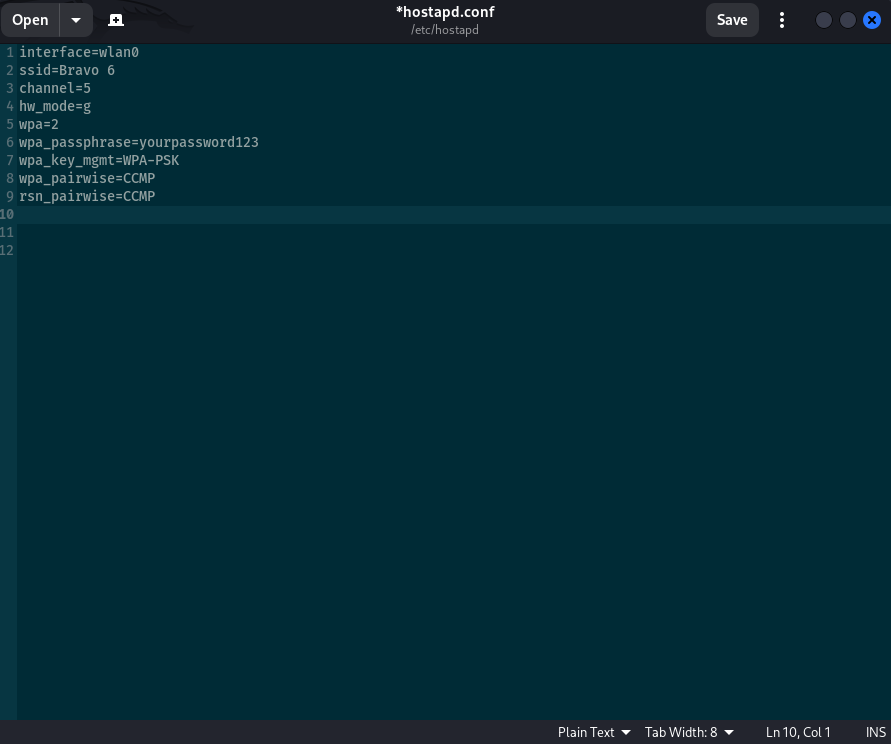 Open
*hostapd.conf
/etc/hostapd
Save
1 interface=wlan0
2 ssid=Bravo 6
3 channel=5
4 hw_mode=g
5 wpa=2
6 wpa_passphrase=yourpassword123
7 wpa_key_mgmt=WPA-PSK
8 wpa_pairwise=CCMP
9 rsn_pairwise=CCMP
10
11
12
Plain Text Tab Width: 8 Ln 10, Col 1 INS